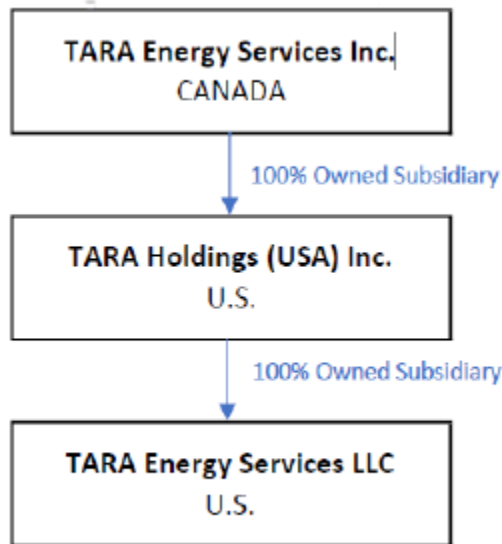 TARA Energy Services Inc.
CANADA
100% Owned Subsidiary
TARA Holdings (USA) Inc.
U.S.
100% Owned Subsidiary
TARA Energy Services LLC
U.S.